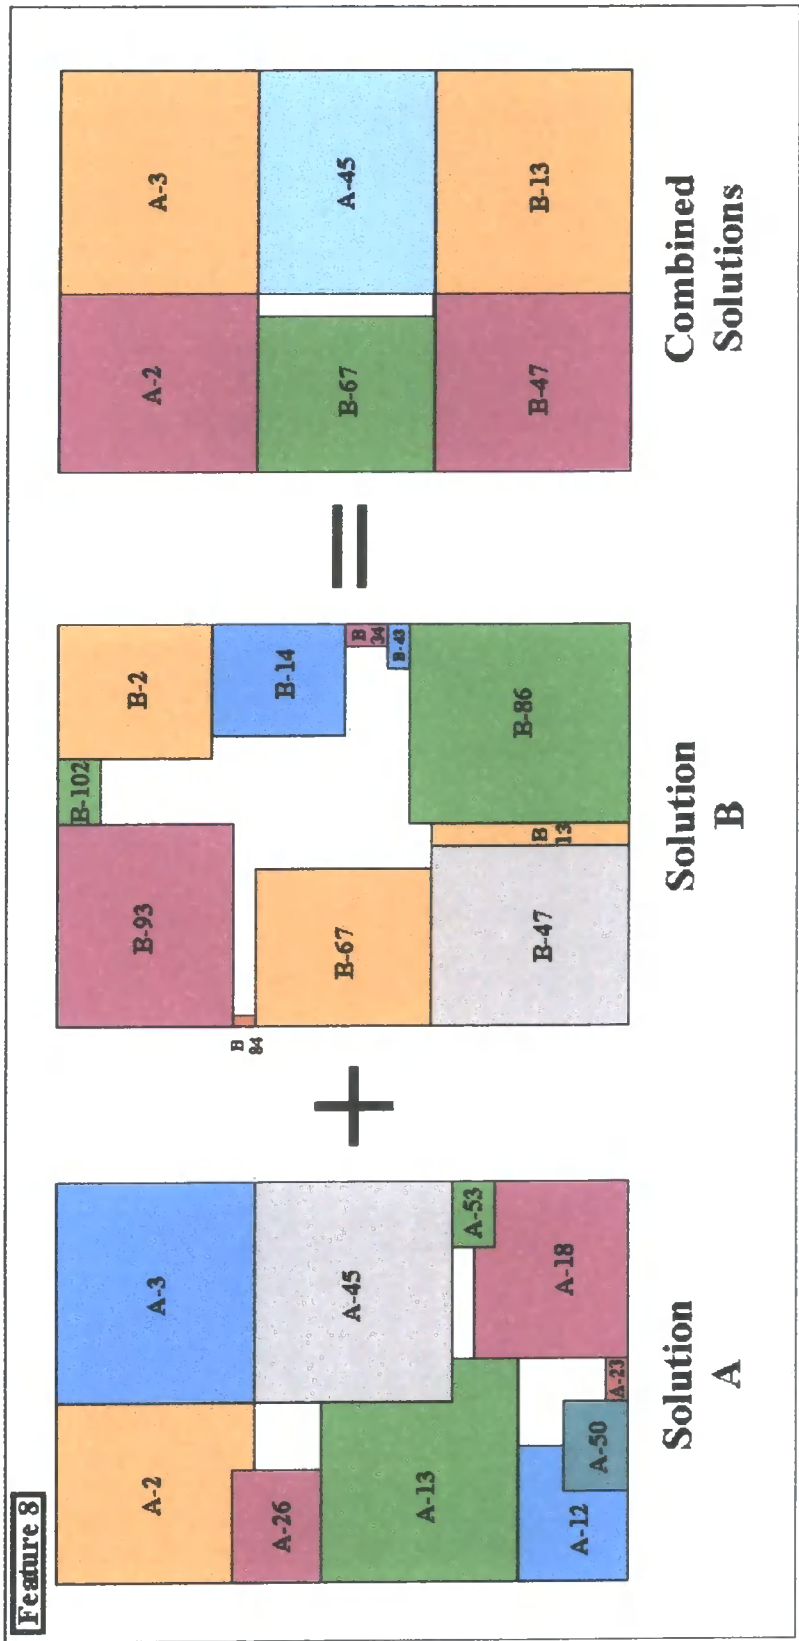 Feature 8
A-2
A-3
A-26
A-45
A-13
A-53
A-12
A-50
A-23
A-18
Solution
A
+
B-93
B-102
B-2
B
84
B-14
B-67
B
34
B-43
B-47
B
13
B-86
Solution
B
=
A-2
A-3
B-67
A-45
B-47
B-13
Combined
Solutions